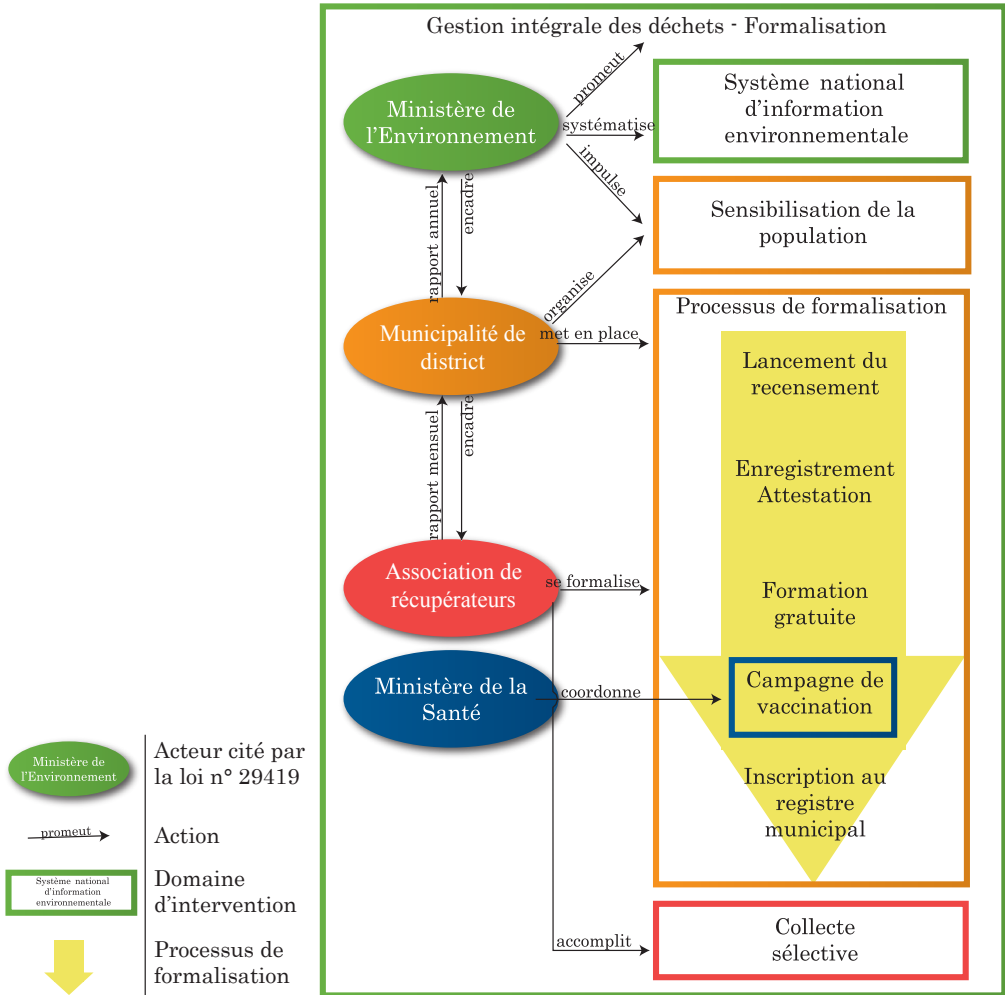 Gestion intégrale des déchets - Formalisation
Ministère de
l'Environnement
promeut
systématise
impulse
Système national
d'information
environnementale
Sensibilisation de la
population
rapport annuel
encadre
Municipalité de
district
organise
met en place
Processus de formalisation
Lancement du
recensement
Enregistrement
Attestation
Formation
gratuite
Campagne de
vaccination
Inscription au
registre
municipal
rapport mensuel
encadre
Association de
récupérateurs
se formalise
Ministère de la
Santé
coordonne
accomplit
Collecte
sélective
Ministère de
l'Environnement
Acteur cité par
la loi n° 29419
promeut
Action
Système national
d'information
environnementale
Domaine
d'intervention
Processus de
formalisation